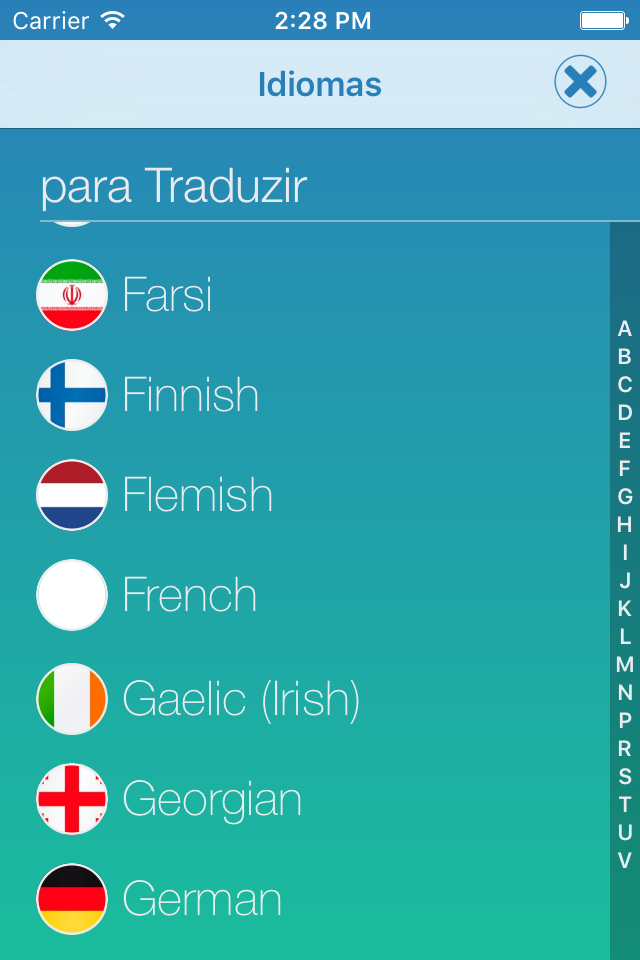 Carrier 2:28 PM
Idiomas
para Traduzir
Farsi
Finnish
Flemish
French
Gaelic (Irish)
Georgian
German
A
B
C
D
E
F
G
H
I
J
K
L
M
N
P
R
S
T
U
V